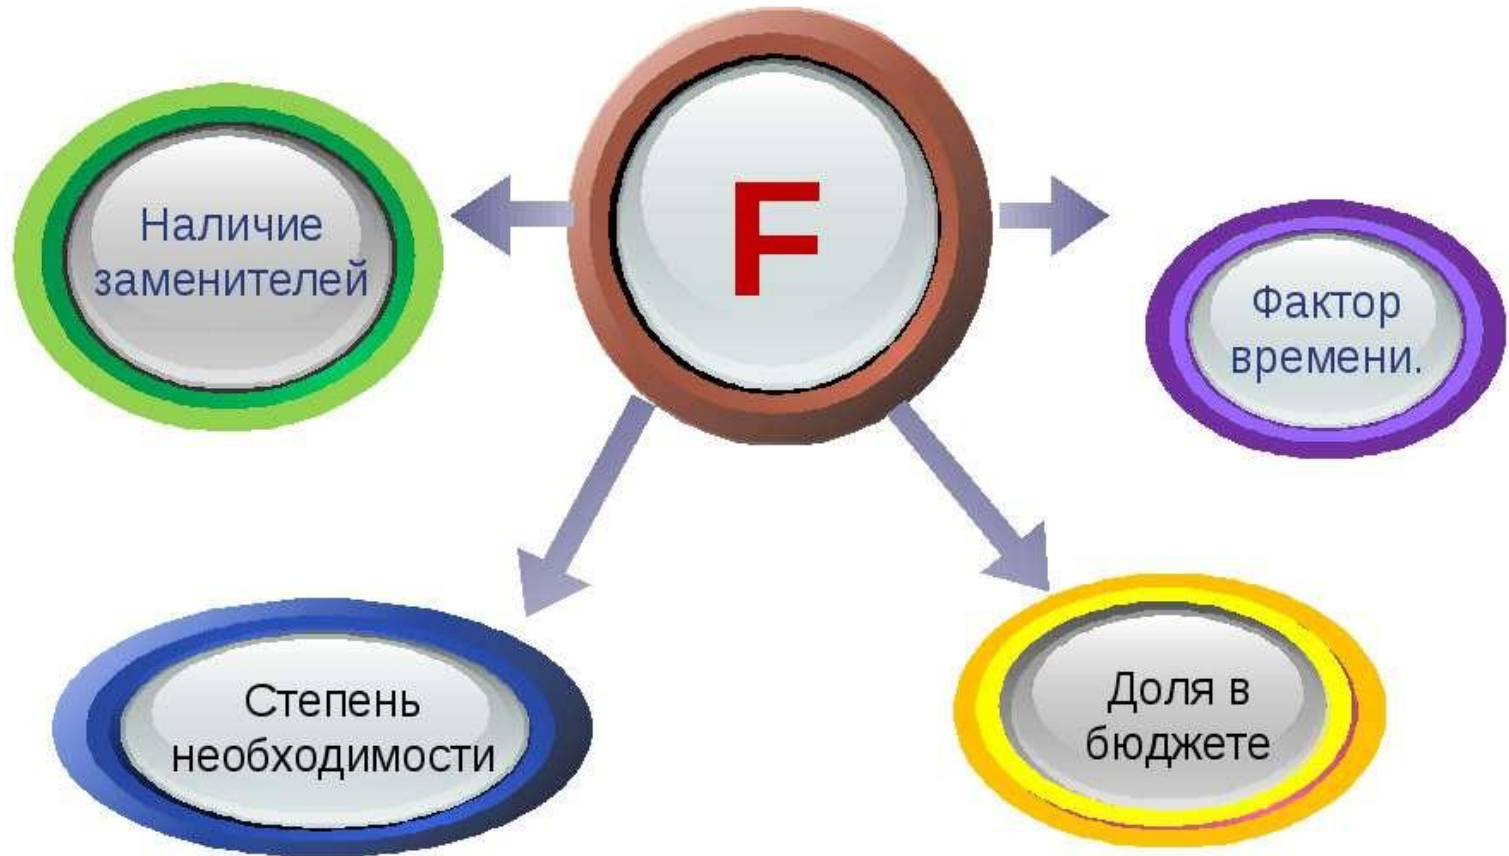 F
Наличие
заменителей
Фактор
времени.
Степень
необходимости
Доля в
бюджете